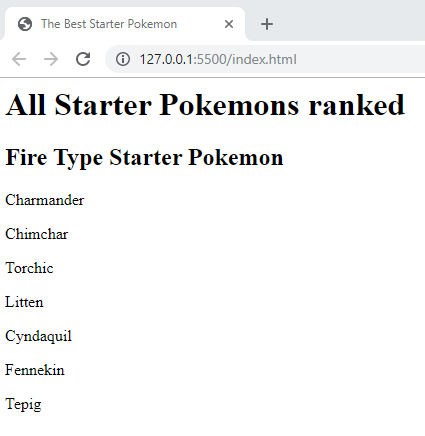 The Best Starter Pokemon
127.0.0.1:5500/index.html
All Starter Pokemons ranked
Fire Type Starter Pokemon
Charmander
Chimchar
Torchic
Litten
Cyndaquil
Fennekin
Tepig